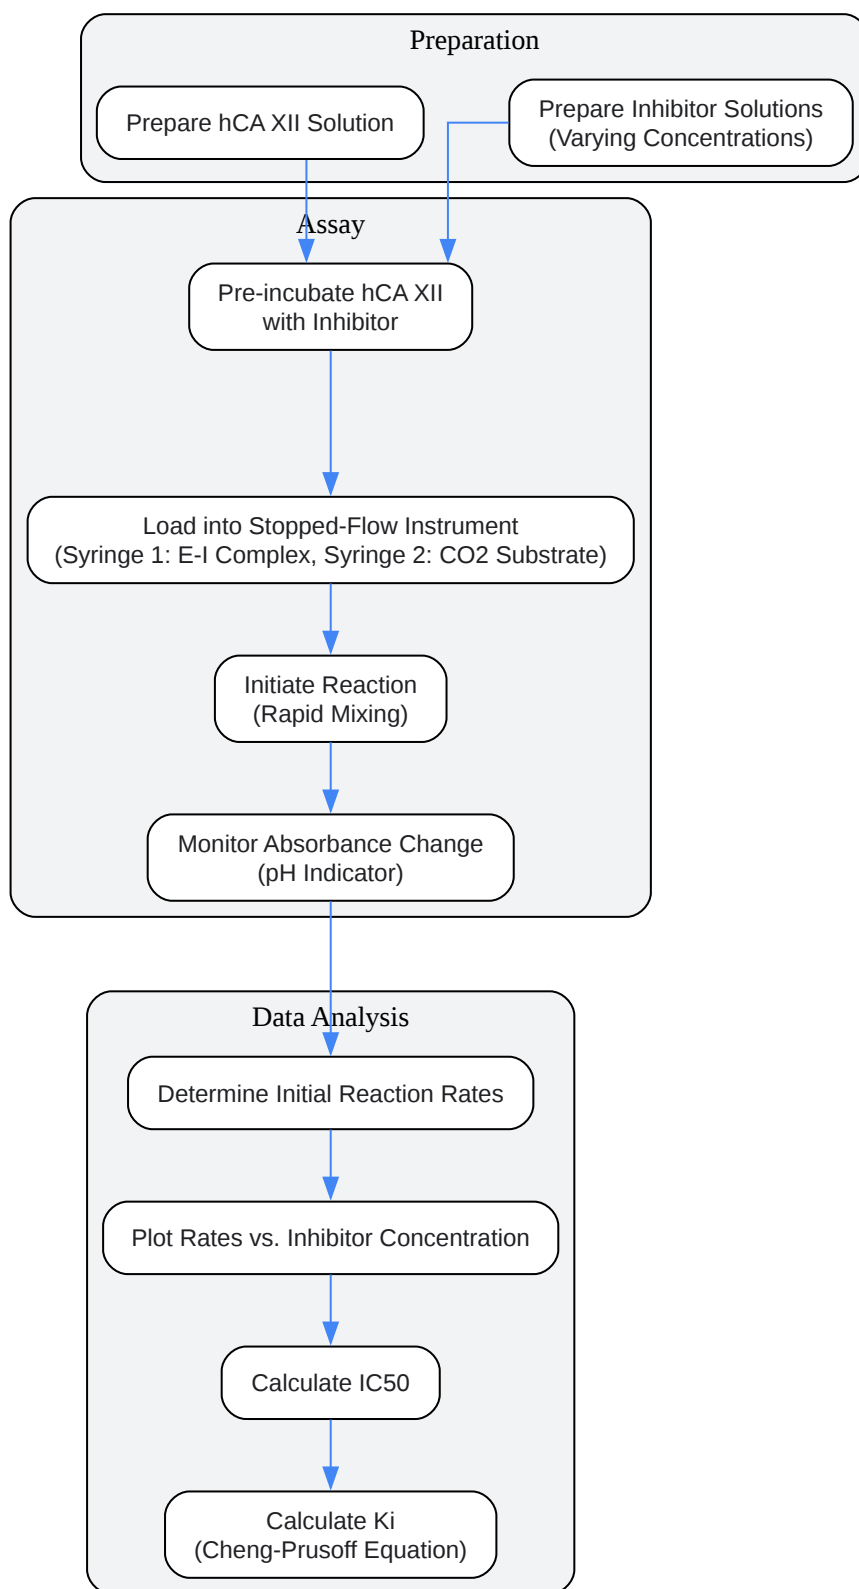 Preparation
Prepare hCA XII Solution
Prepare Inhibitor Solutions
(Varying Concentrations)
Assay
Pre-incubate hCA XII
with Inhibitor
Load into Stopped-Flow Instrument
(Syringe 1: E-I Complex, Syringe 2: CO2 Substrate)
Initiate Reaction
(Rapid Mixing)
Monitor Absorbance Change
(pH Indicator)
Data Analysis
Determine Initial Reaction Rates
Plot Rates vs. Inhibitor Concentration
Calculate IC50
Calculate Ki
(Cheng-Prusoff Equation)